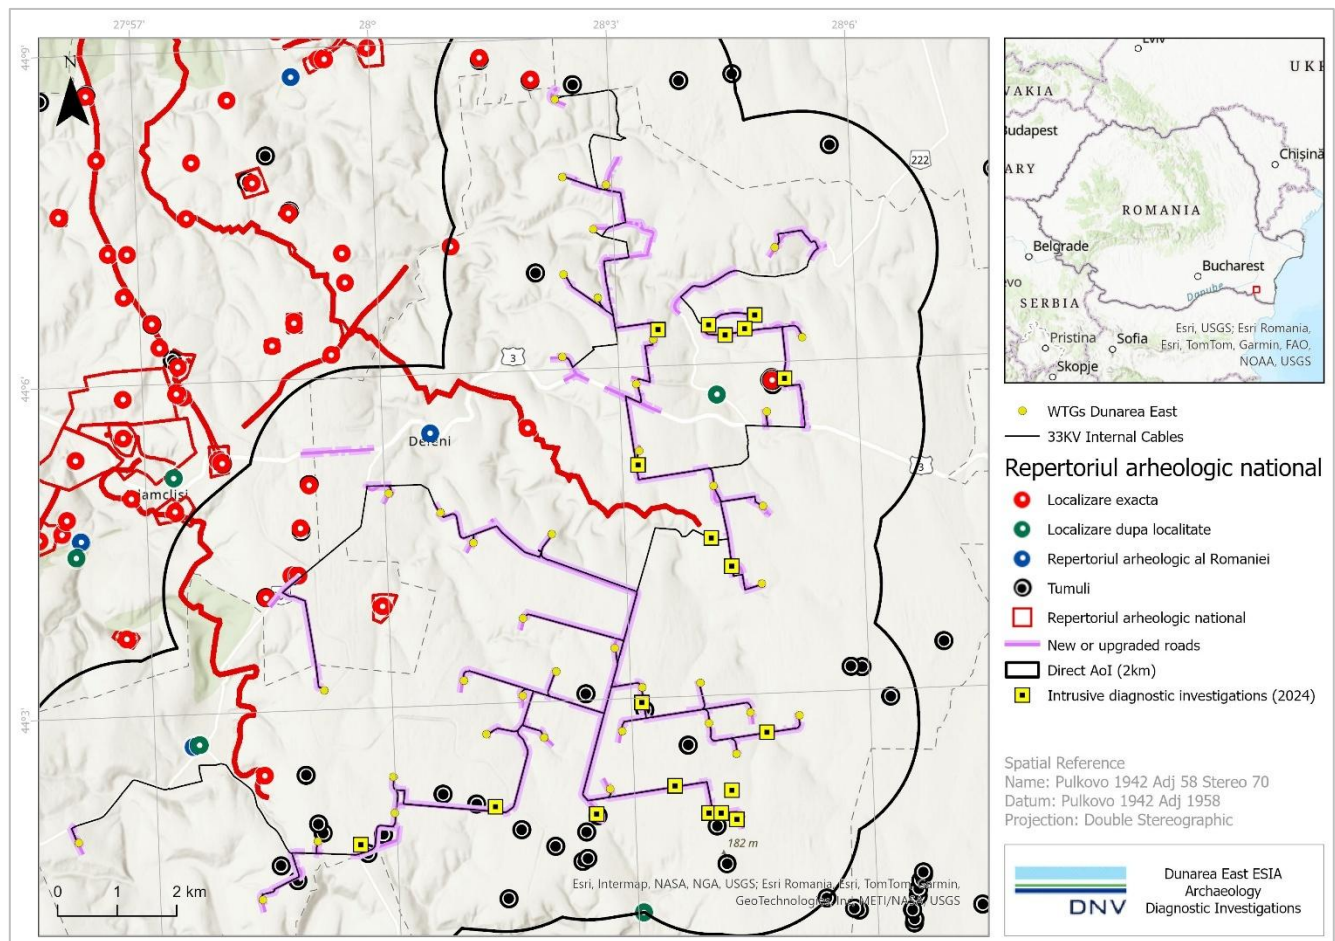 27°57'
28°
28°3'
28°6'
44°9'
44°6'
44°3'
N
222
3
Deleni
3
182 m
0 1 2 km
Esri, Intermap, NASA, NGA, USGS; Esri Romania, Esri, TomTom, Garmin,
GeoTechnologies, Inc, METI/NASA, USGS
UKR
VAKIA
Budapest
Chișină
ARY
ROMANIA
Belgrade
Bucharest
Danube
SERBIA
Pristina
Sofia
Skopje
Esri, USGS; Esri Romania,
Esri, TomTom, Garmin, FAO,
NOAA, USGS
WTGs Dunarea East
33KV Internal Cables
Repertoriul arheologic national
Localizare exacta
Localizare dupa localitate
Repertoriul arheologic al Romaniei
Tumuli
Repertoriul arheologic national
New or upgraded roads
Direct AoI (2km)
Intrusive diagnostic investigations (2024)
Spatial Reference
Name: Pulkovo 1942 Adj 58 Stereo 70
Datum: Pulkovo 1942 Adj 1958
Projection: Double Stereographic
DNV
Dunarea East ESIA
Archaeology
Diagnostic Investigations